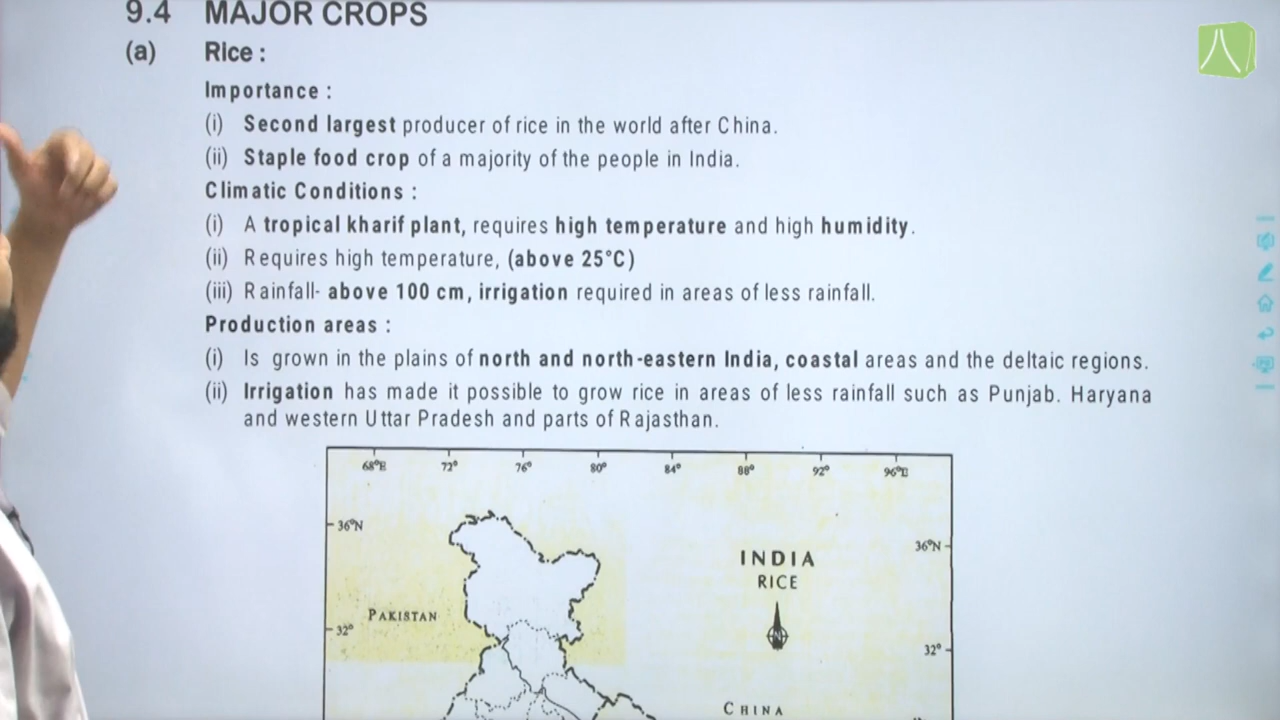 9.4 MAJOR CROPS
(a) Rice :
Importance :
(i) Second largest producer of rice in the world after China.
(ii) Staple food crop of a majority of the people in India.
Climatic Conditions :
(i) A tropical kharif plant, requires high temperature and high humidity.
(ii) Requires high temperature, (above 25°C)
(iii) Rainfall- above 100 cm, irrigation required in areas of less rainfall.
Production areas :
(i) Is grown in the plains of north and north-eastern India, coastal areas and the deltaic regions.
(ii) Irrigation has made it possible to grow rice in areas of less rainfall such as Punjab. Haryana
and western Uttar Pradesh and parts of Rajasthan.
68°E 72° 76° 80° 84° 88° 92° 96°E
36°N 36°N
INDIA
RICE
N
PAKISTAN
32° 32°
CHINA